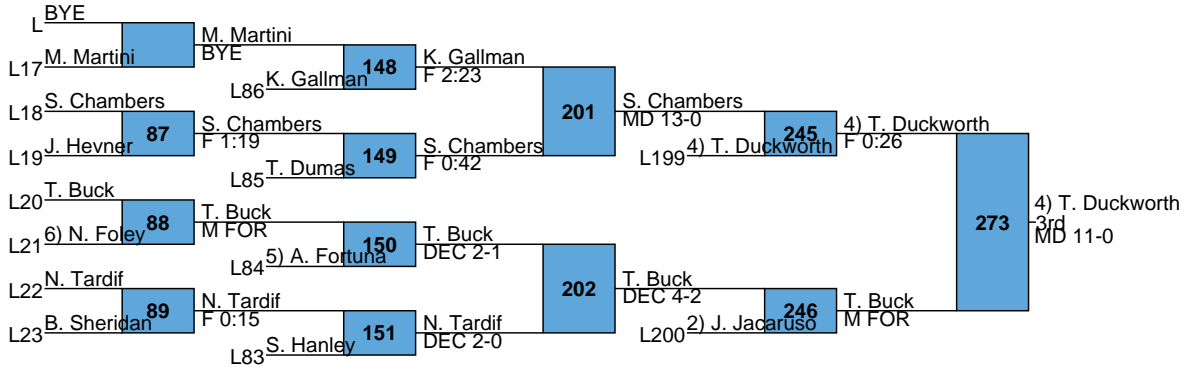 BYE
L
M. Martini
BYE
M. Martini
L17
148
K. Gallman
F 2:23
K. Gallman
L86
S. Chambers
L18
87
S. Chambers
F 1:19
J. Hevner
L19
149
S. Chambers
F 0:42
T. Dumas
L85
201
S. Chambers
MD 13-0
245
4) T. Duckworth
F 0:26
4) T. Duckworth
L199
T. Buck
L20
88
T. Buck
M FOR
6) N. Foley
L21
150
T. Buck
DEC 2-1
5) A. Fortuna
L84
273
4) T. Duckworth
3rd
MD 11-0
N. Tardif
L22
89
N. Tardif
F 0:15
B. Sheridan
L23
151
N. Tardif
DEC 2-0
S. Hanley
L83
202
T. Buck
DEC 4-2
246
T. Buck
M FOR
2) J. Jacaruso
L200